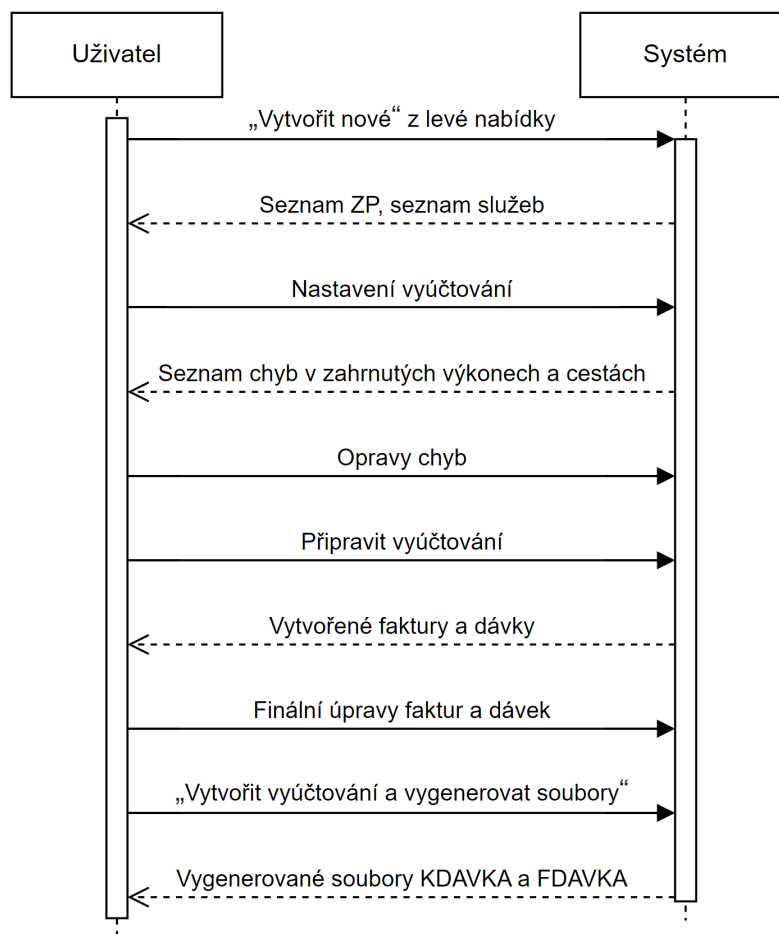 Uživatel
Systém
„Vytvořit nové“ z levé nabídky
Seznam ZP, seznam služeb
Nastavení vyúčtování
Seznam chyb v zahrnutých výkonech a cestách
Opravy chyb
Připravit vyúčtování
Vytvořené faktury a dávky
Finální úpravy faktur a dávek
„Vytvořit vyúčtování a vygenerovat soubory“
Vygenerované soubory KDAVKA a FDAVKA